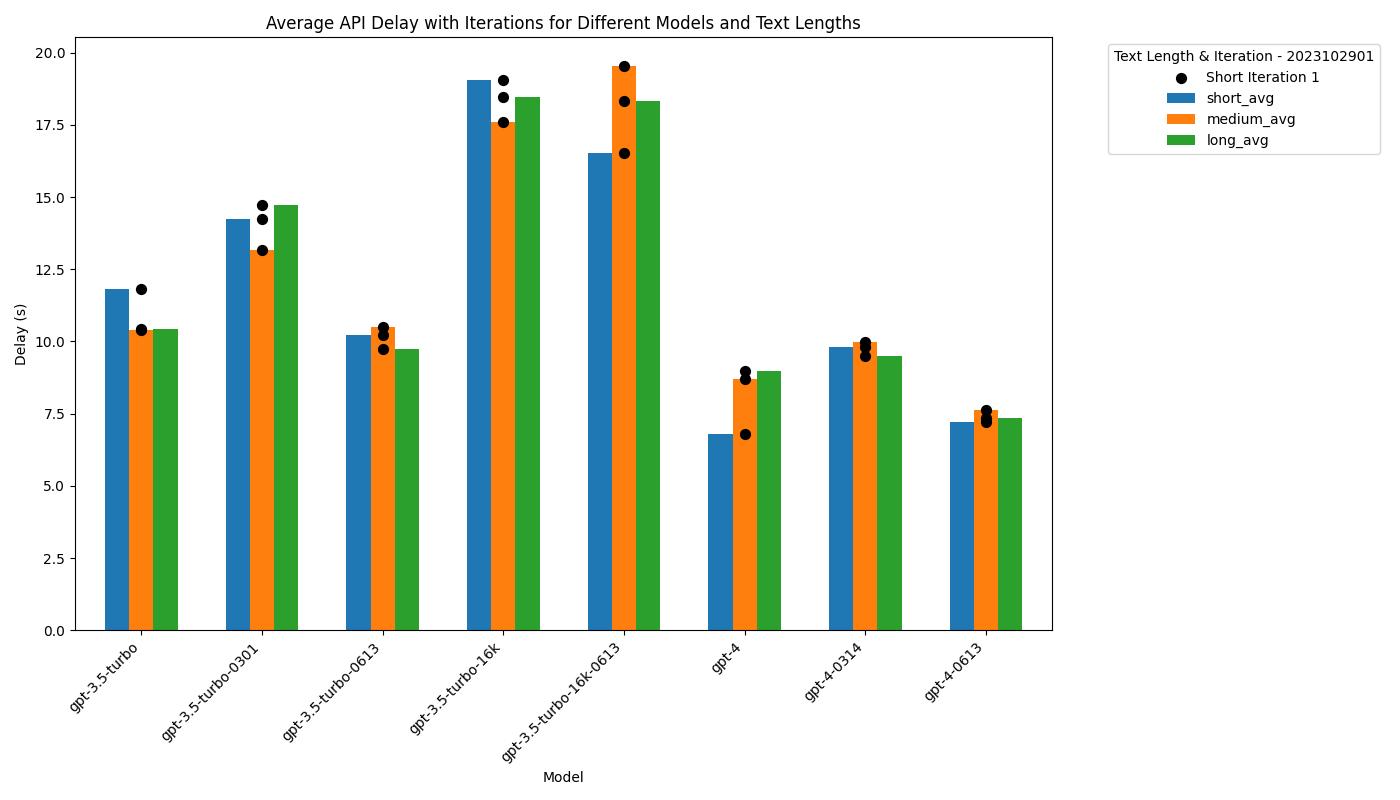 Average API Delay with Iterations for Different Models and Text Lengths
Text Length & Iteration - 2023102901
Short Iteration 1
short_avg
medium_avg
long_avg
Delay (s)
20.0
17.5
15.0
12.5
10.0
7.5
5.0
2.5
0.0
gpt-3.5-turbo
gpt-3.5-turbo-0301
gpt-3.5-turbo-0613
gpt-3.5-turbo-16k
gpt-3.5-turbo-16k-0613
gpt-4
gpt-4-0314
gpt-4-0613
Model